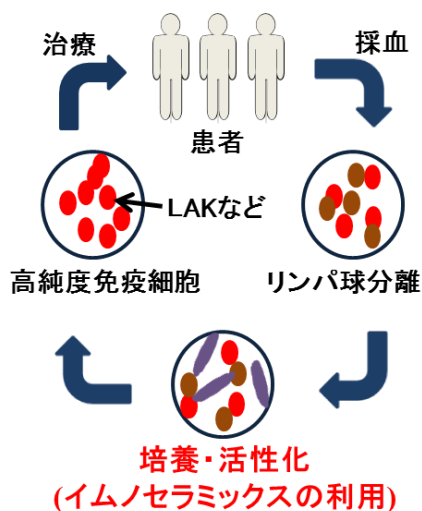 治療
採血
患者
LAKなど
高純度免疫細胞
リンパ球分離
培養・活性化
(イムノセラミックスの利用)